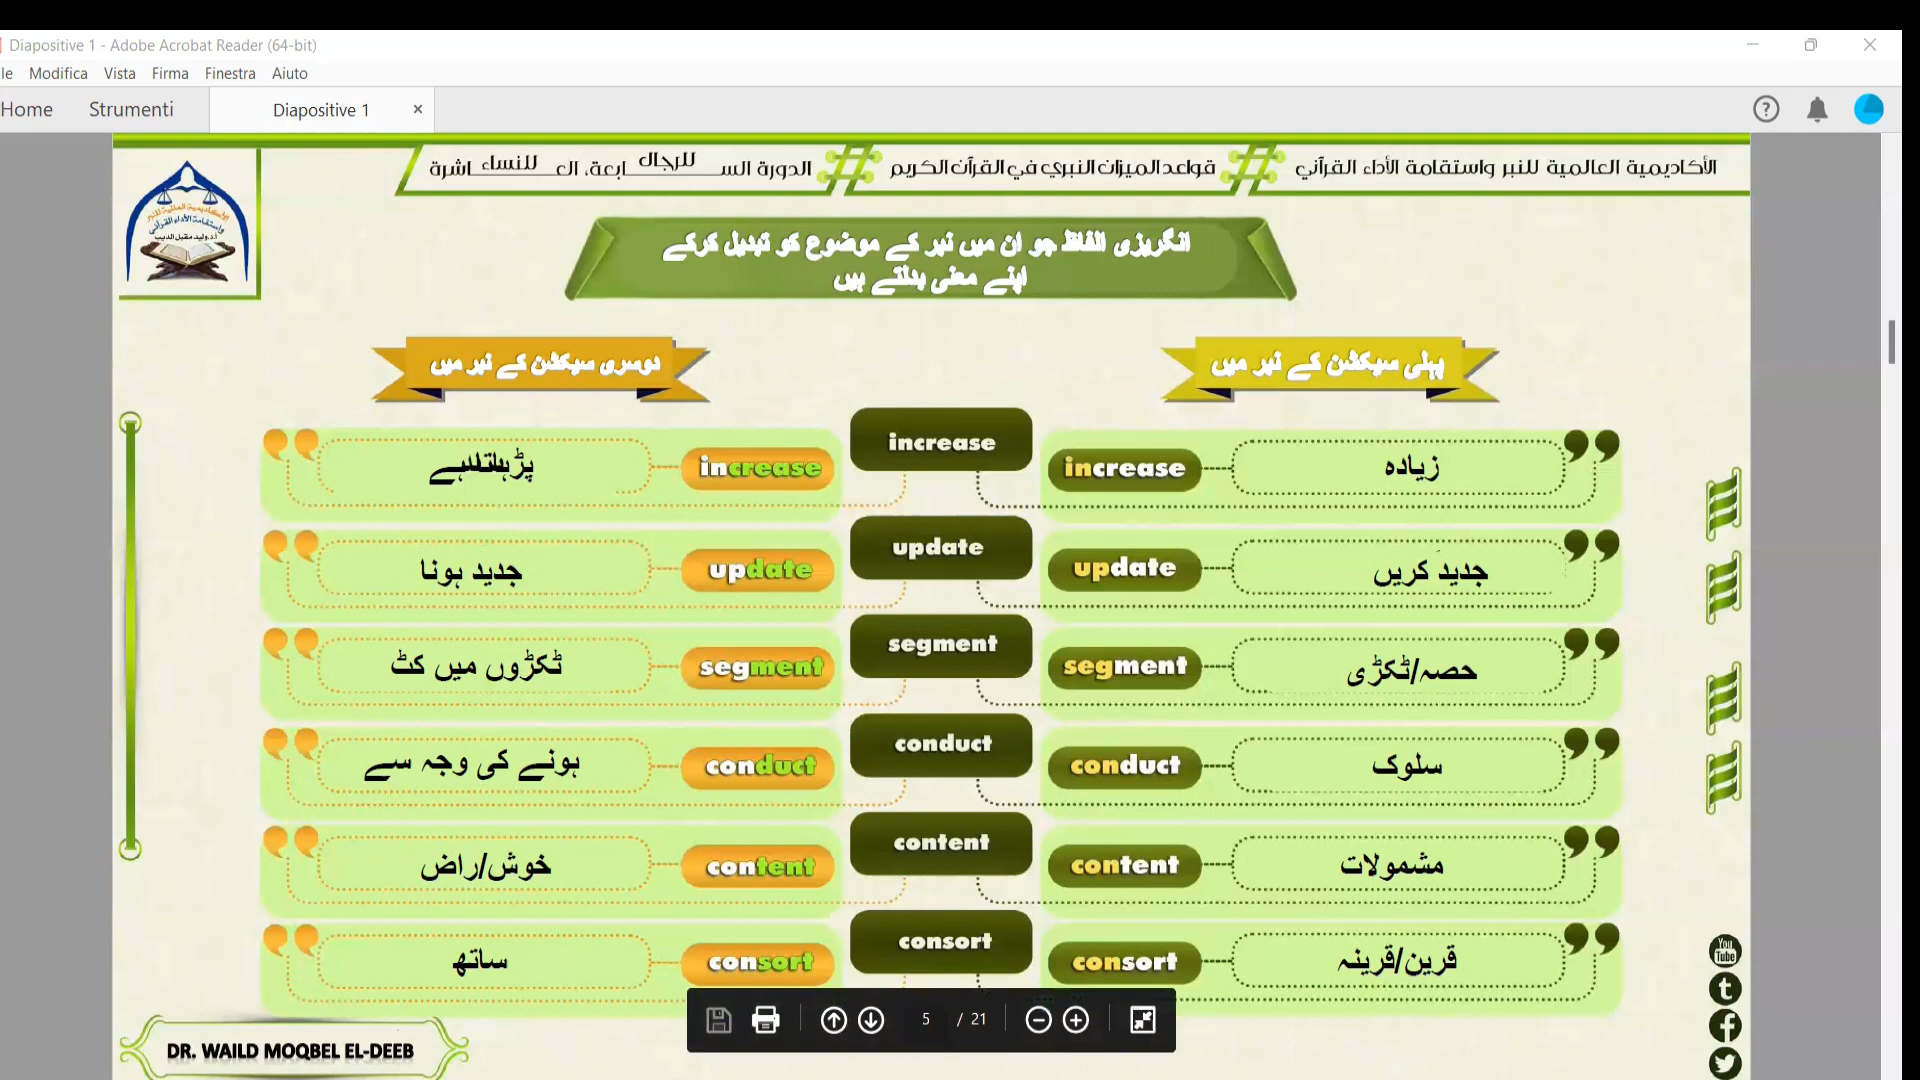 Diapositive 1 - Adobe Acrobat Reader (64-bit)
le Modifica Vista Firma Finestra Aiuto
Home Strumenti Diapositive 1
الأكاديمية العالمية للنبر واستقامة الأداء القرآني
قواعد الميزان النبري في القرآن الكريم
الدورة الســـابعة، للرجال الــعاشرة للنساء
انگریزی الفاظ جو ان میں نبر کے موضوع کو تبدیل کرکے
اپنے معنی بدلتے ہیں
پہلی سیکشن کے نبر میں
دوسری سیکشن کے نبر میں
زیادہ increase increase increase
جدید کریں update update update جدید ہونا
حصہ/ٹکڑی segment segment segment ٹکڑوں میں کٹ
سلوک conduct conduct conduct ہونے کی وجہ سے
مشمولات content content content خوش/راض
قرین/قرینہ consort consort consort ساتھ
5 / 21
DR. WAILD MOQBEL EL-DEEB
You
Tube